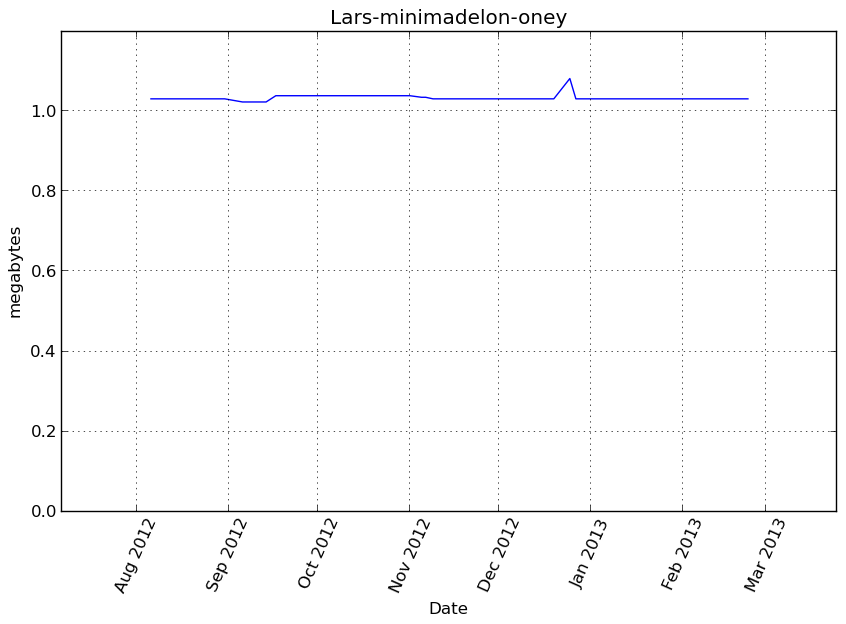 Lars-minimadelon-oney
1.0
0.8
0.6
0.4
0.2
0.0
megabytes
Aug 2012
Sep 2012
Oct 2012
Nov 2012
Dec 2012
Jan 2013
Feb 2013
Mar 2013
Date